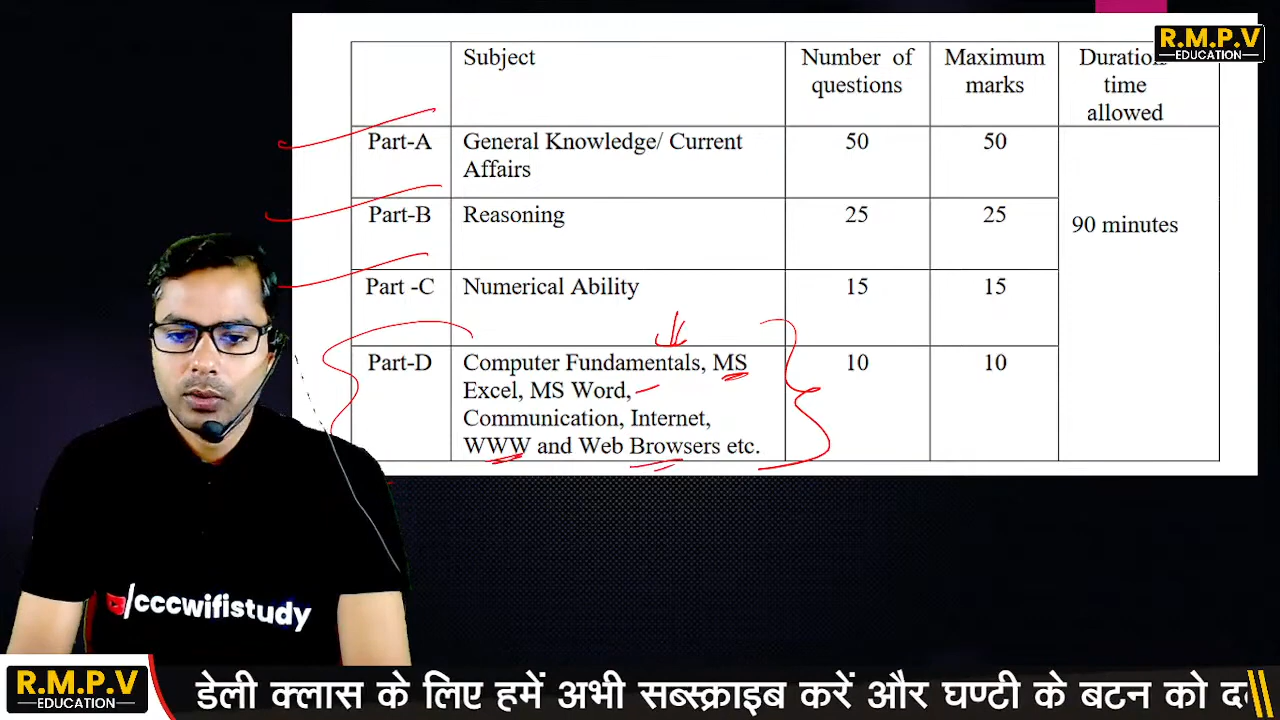 R.M.P.V
EDUCATION
Subject
Number of
questions
Maximum
marks
Duration
time
allowed
Part-A
General Knowledge/ Current
Affairs
50
50
90 minutes
Part-B
Reasoning
25
25
Part -C
Numerical Ability
15
15
Part-D
Computer Fundamentals, MS
Excel, MS Word,
Communication, Internet,
WWW and Web Browsers etc.
10
10
/cccwifistudy
R.M.P.V
EDUCATION
डेली क्लास के लिए हमें अभी सब्स्क्राइब करें और घण्टी के बटन को